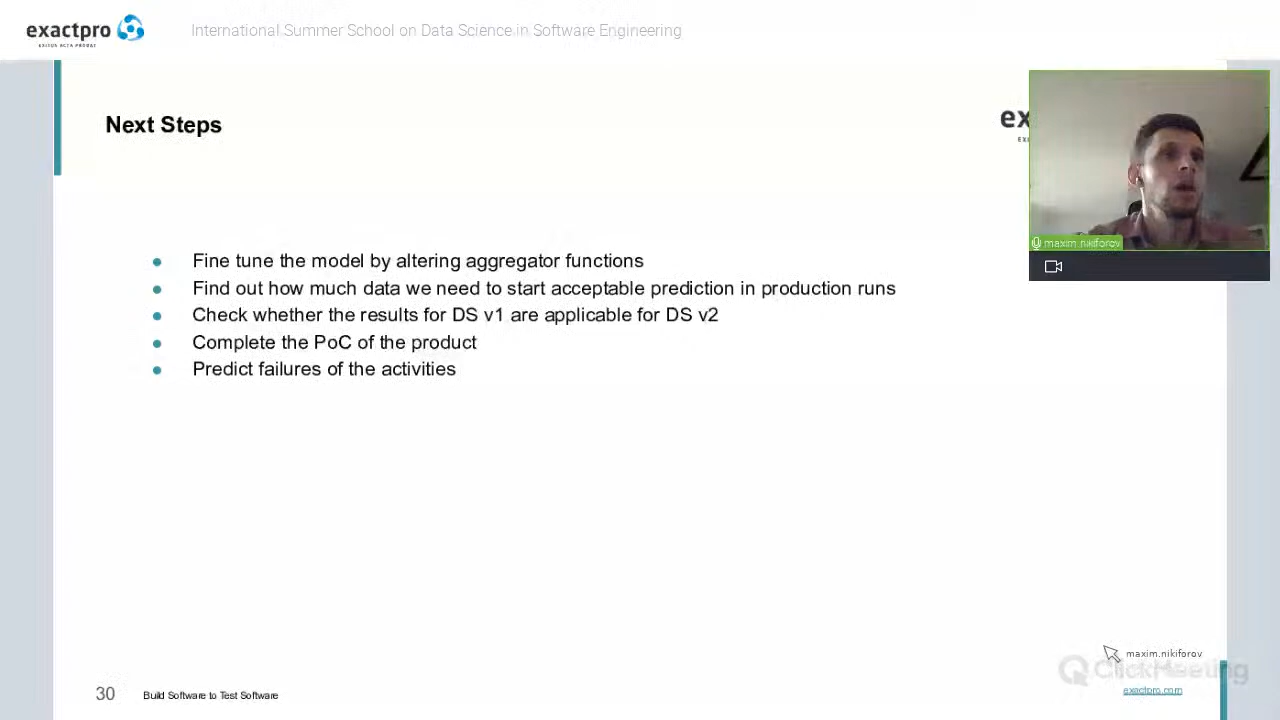 exactpro
EXITUS ACTA PROBAT
International Summer School on Data Science in Software Engineering
Next Steps
ex
maxim.nikiforov
Fine tune the model by altering aggregator functions
Find out how much data we need to start acceptable prediction in production runs
Check whether the results for DS v1 are applicable for DS v2
Complete the PoC of the product
Predict failures of the activities
maxim.nikiforov
ClickMeeting
exactpro.com
30
Build Software to Test Software